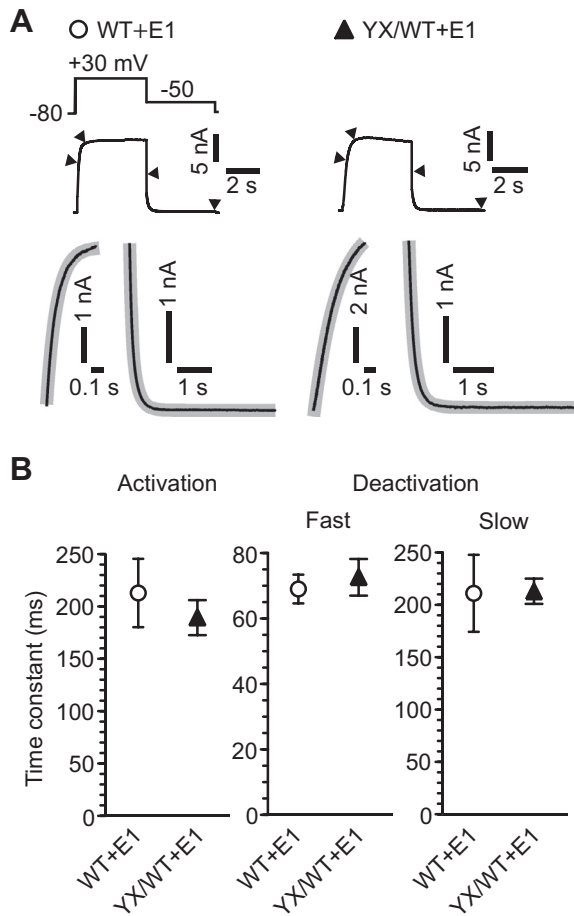 A
WT+E1
YX/WT+E1
+30 mV
-50
-80
5 nA
2 s
5 nA
2 s
1 nA
0.1 s
1 nA
1 s
2 nA
0.1 s
1 nA
1 s
B
Activation
Deactivation
Fast
Slow
Time constant (ms)
250
200
150
100
50
0
80
60
40
20
0
250
200
150
100
50
0
WT+E1
YX/WT+E1
WT+E1
YX/WT+E1
WT+E1
YX/WT+E1